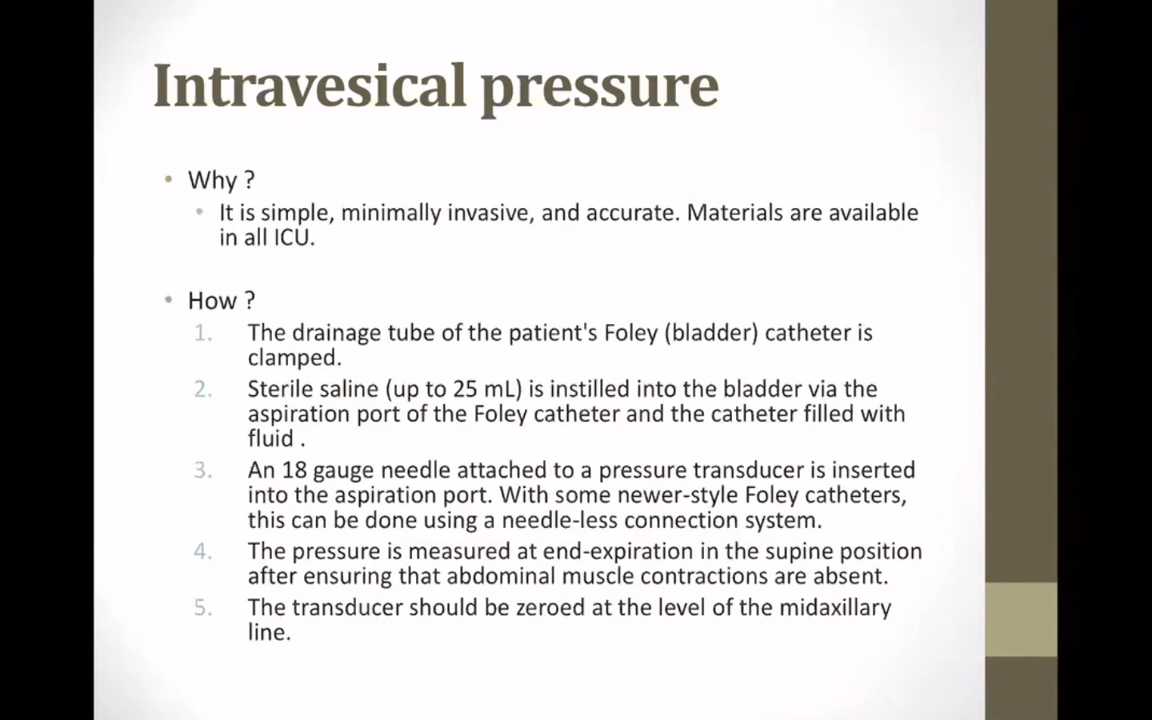 Intravesical pressure
• Why ?
• It is simple, minimally invasive, and accurate. Materials are available
in all ICU.
• How ?
1. The drainage tube of the patient's Foley (bladder) catheter is
clamped.
2. Sterile saline (up to 25 mL) is instilled into the bladder via the
aspiration port of the Foley catheter and the catheter filled with
fluid .
3. An 18 gauge needle attached to a pressure transducer is inserted
into the aspiration port. With some newer-style Foley catheters,
this can be done using a needle-less connection system.
4. The pressure is measured at end-expiration in the supine position
after ensuring that abdominal muscle contractions are absent.
5. The transducer should be zeroed at the level of the midaxillary
line.